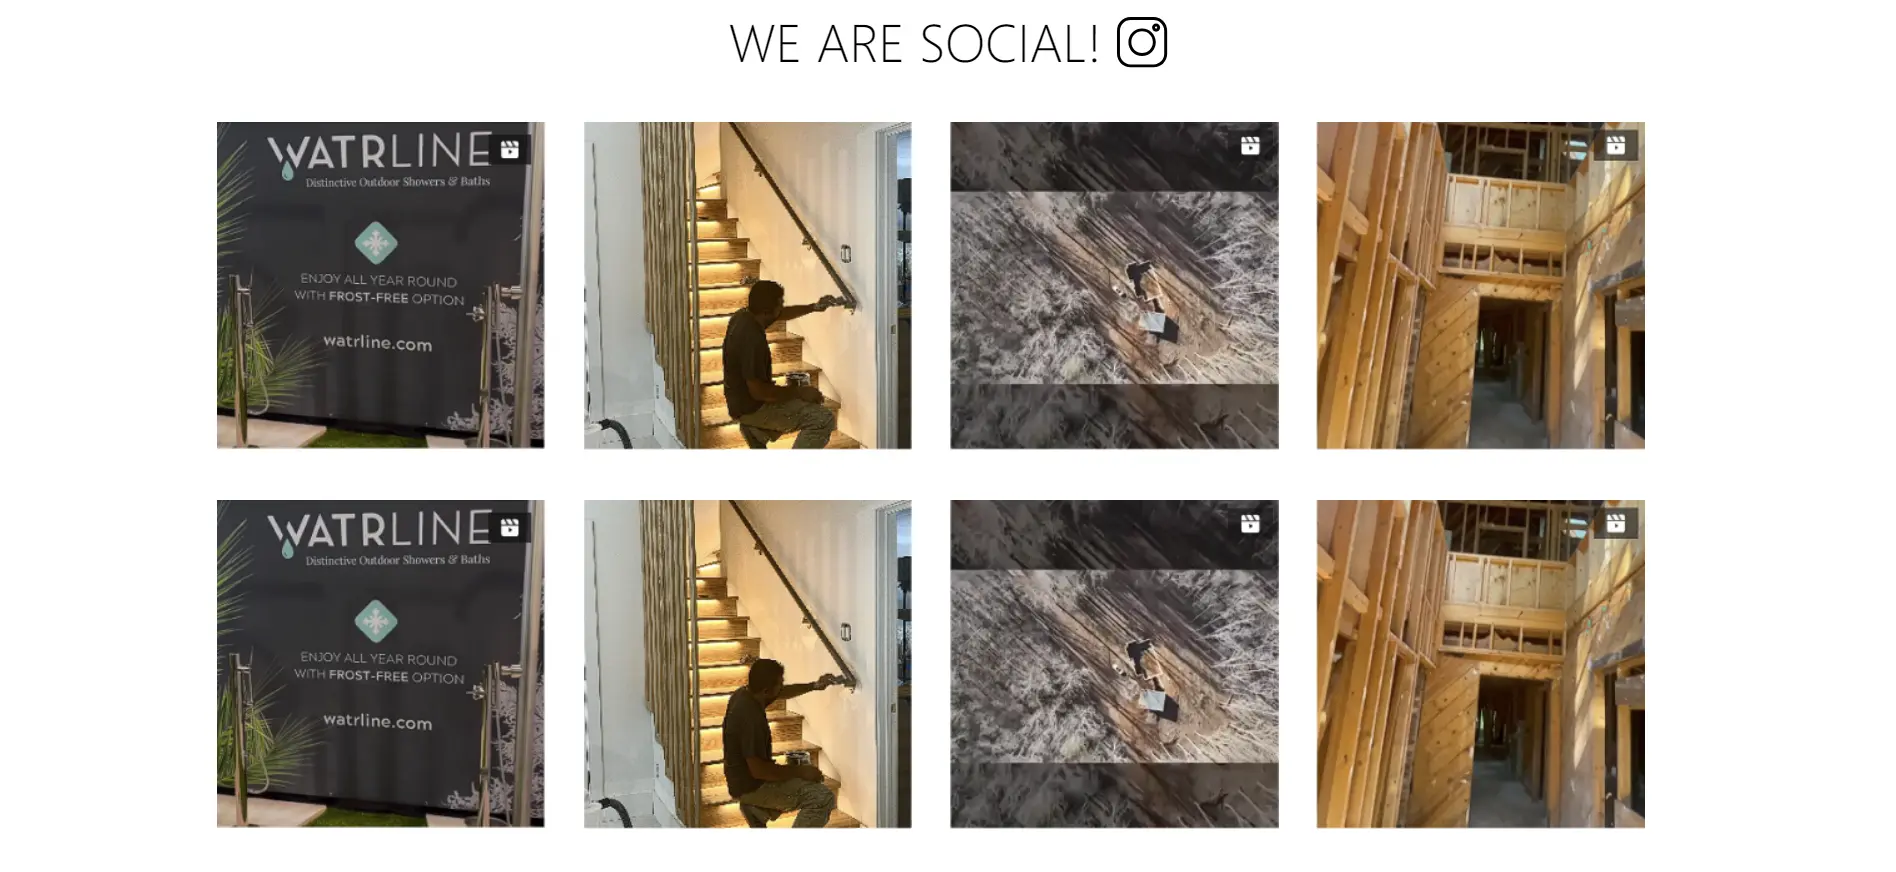 WE ARE SOCIAL!
WATRLINE
Distinctive Outdoor Showers & Baths
ENJOY ALL YEAR ROUND
WITH FROST-FREE OPTION
watrline.com
WATRLINE
Distinctive Outdoor Showers & Baths
ENJOY ALL YEAR ROUND
WITH FROST-FREE OPTION
watrline.com